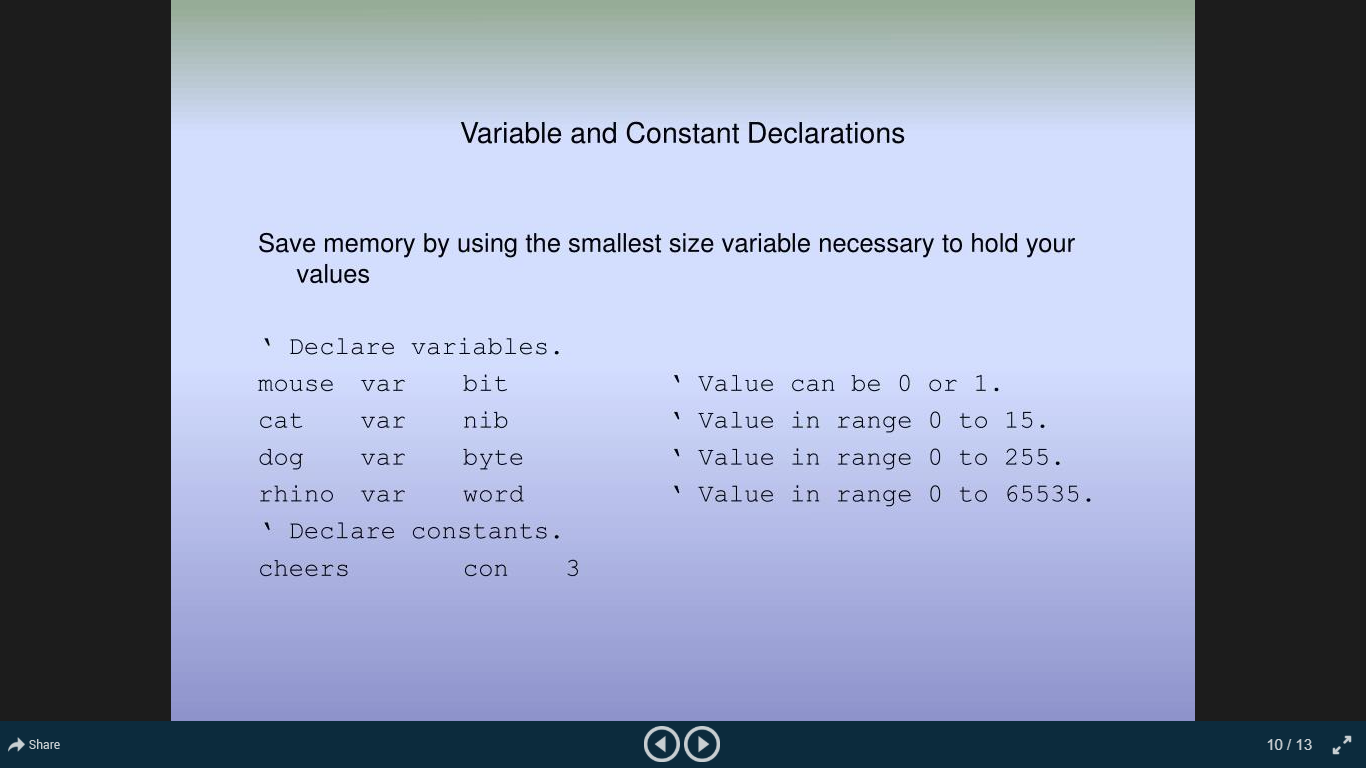 Variable and Constant Declarations
Save memory by using the smallest size variable necessary to hold your
values
‘ Declare variables.
mouse var bit ‘ Value can be 0 or 1.
cat var nib ‘ Value in range 0 to 15.
dog var byte ‘ Value in range 0 to 255.
rhino var word ‘ Value in range 0 to 65535.
‘ Declare constants.
cheers con 3
Share
10 / 13